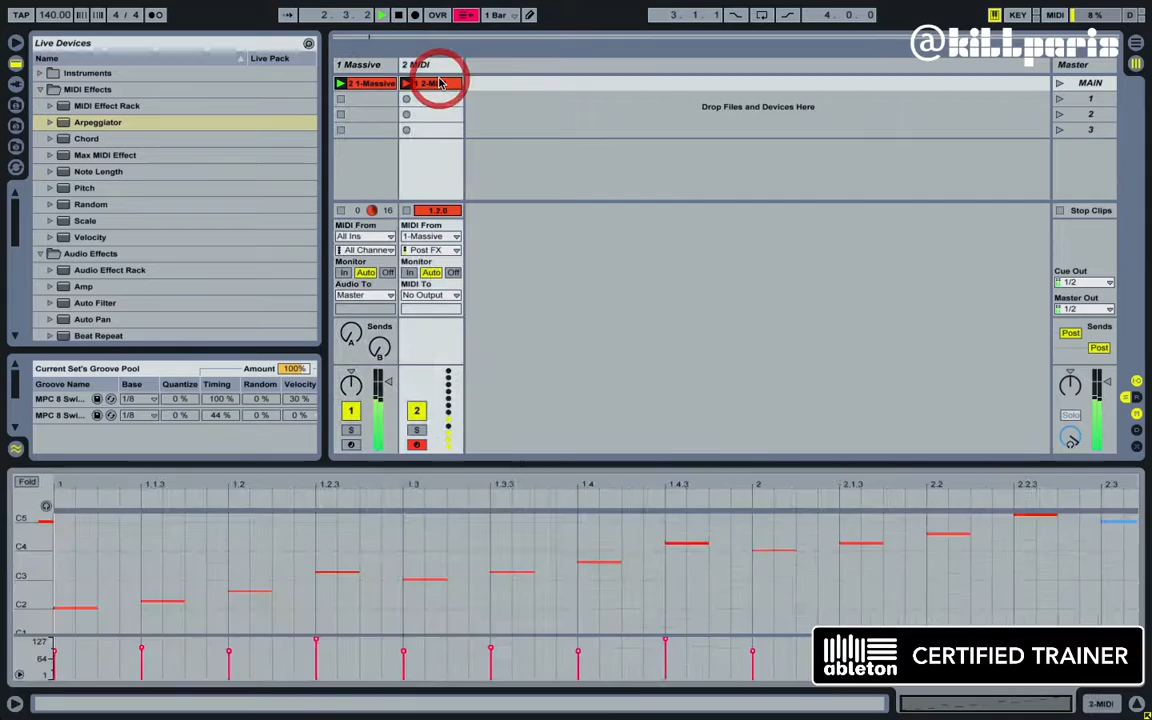 TAP 140.00 4 / 4 2. 3. 2 OVR 1 Bar 3. 1. 1 4. 0. 0 KEY MIDI 8 % D
@killparis
Live Devices
Name Live Pack
Instruments
MIDI Effects
MIDI Effect Rack
Arpeggiator
Chord
Max MIDI Effect
Note Length
Pitch
Random
Scale
Velocity
Audio Effects
Audio Effect Rack
Amp
Auto Filter
Auto Pan
Beat Repeat
Current Set's Groove Pool Amount 100%
Groove Name Base Quantize Timing Random Velocity
MPC 8 Swi... 1/8 0 % 100 % 0 % 30 %
MPC 8 Swi... 1/8 0 % 44 % 0 % 0 %
1 Massive 2 MIDI Master
2 1-Massive 1 2-MIDI MAIN
Drop Files and Devices Here
1
2
3
0 16 1.2.0 Stop Clips
MIDI From MIDI From
All Ins 1-Massive
All Channe Post FX
Monitor Monitor
In Auto Off In Auto Off
Audio To MIDI To
Master No Output
Cue Out
1/2
Master Out
1/2
Sends Sends
A B Post
Post
1 2 Solo
S S
Fold 1 1.1.3 1.2 1.2.3 1.3 1.3.3 1.4 1.4.3 2 2.1.3 2.2 2.2.3 2.3
C5
C4
C3
C2
C1
127
64
1
Ableton CERTIFIED TRAINER
2-MIDI